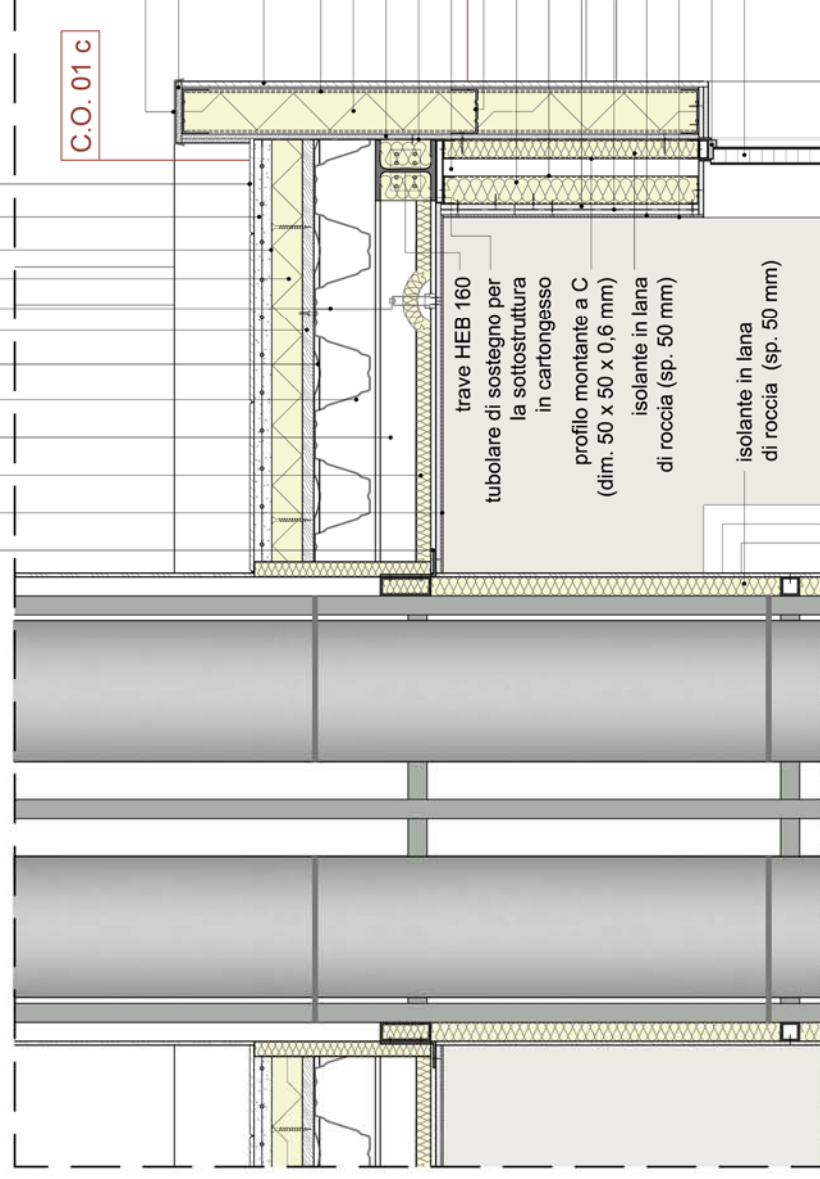 C.O. 01 c
trave HEB 160
tubolare di sostegno per
la sottostruttura
in cartongesso
profilo montante a C
(dim. 50 x 50 x 0,6 mm)
isolante in lana
di roccia (sp. 50 mm)
isolante in lana
di roccia (sp. 50 mm)